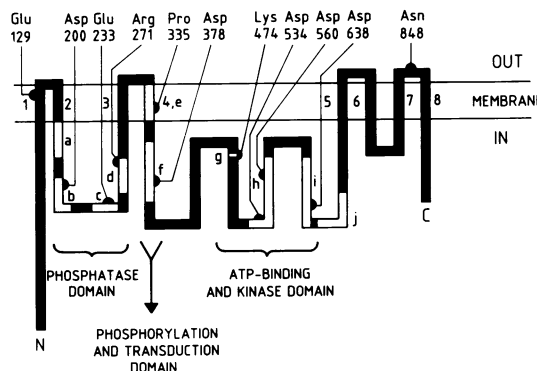 Glu Asp Glu Arg Pro Asp Lys Asp Asp Asp Asn
129 200 233 271 335 378 474 534 560 638 848
OUT
1 2 3 4,e 5 6 7 8 MEMBRAN
IN
a
g
d f h i
b c
j C
PHOSPHATASE
DOMAIN
ATP-BINDING
AND KINASE DOMAIN
N
PHOSPHORYLATION
AND TRANSDUCTION
DOMAIN